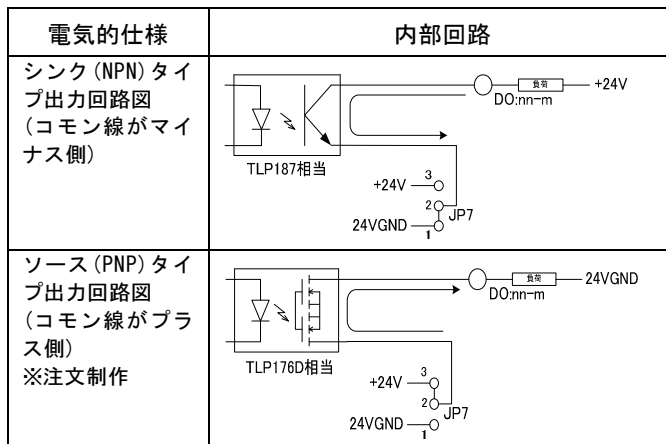 電気的仕様
内部回路
シンク(NPN)タイ
プ出力回路図
(コモン線がマイ
ナス側)
負荷
+24V
DO:nn-m
TLP187相当
+24V
3
2
JP7
24VGND
1
ソース(PNP)タイ
プ出力回路図
(コモン線がプラ
ス側)
※注文制作
負荷
24VGND
DO:nn-m
TLP176D相当
+24V
3
2
JP7
24VGND
1